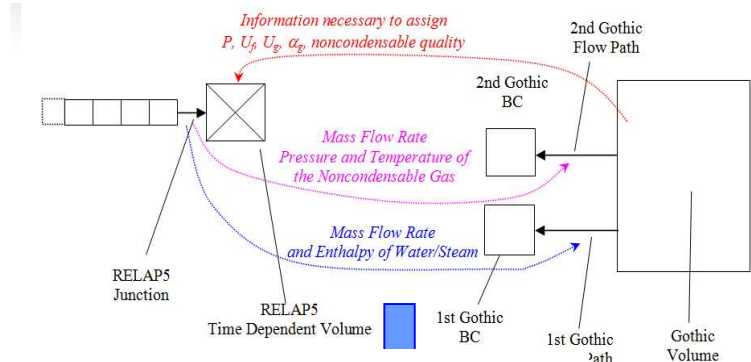 Information necessary to assign
P, Uf, Ug, αg, noncondensable quality
2nd Gothic
Flow Path
2nd Gothic
BC
Mass Flow Rate
Pressure and Temperature of
the Noncondensable Gas
Mass Flow Rate
and Enthalpy of Water/Steam
RELAP5
Junction
RELAP5
Time Dependent Volume
1st Gothic
BC
1st Gothic
Gothic
Volume